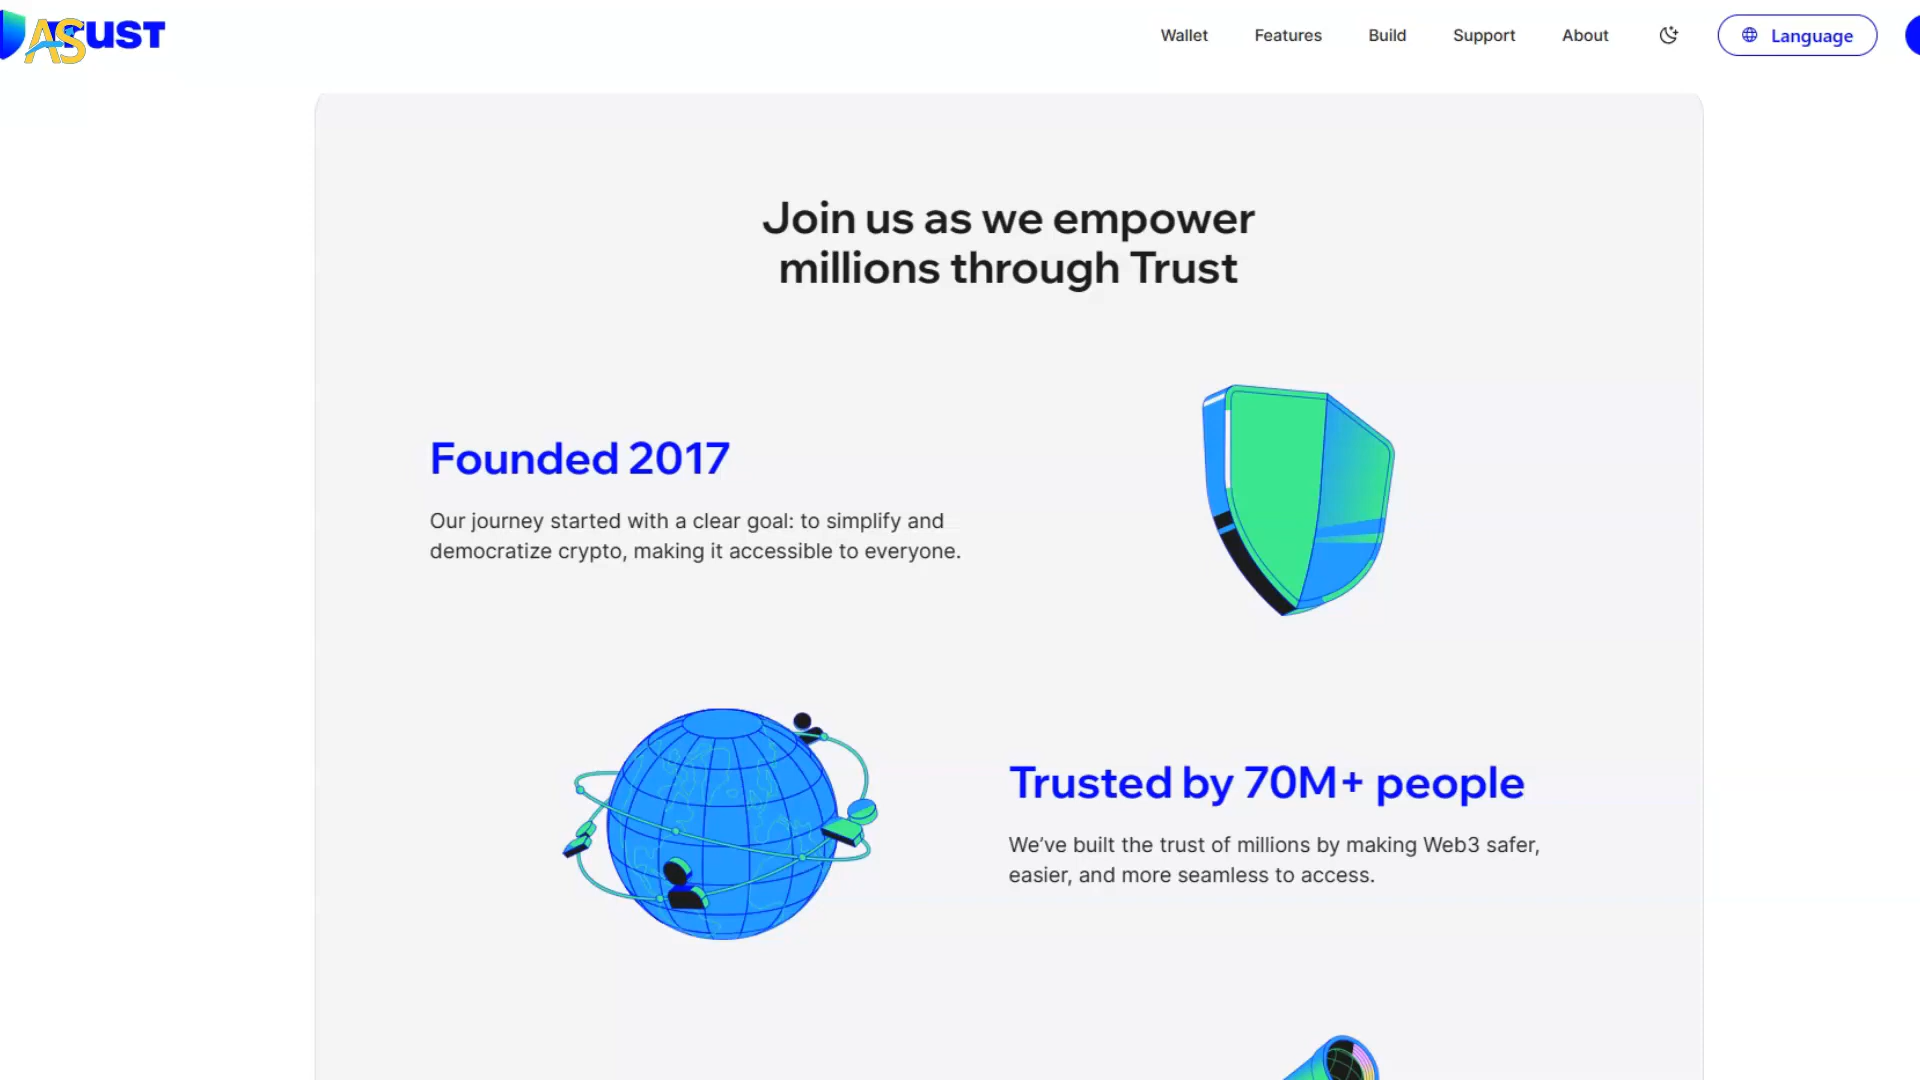 AS
UST
Wallet
Features
Build
Support
About
Language
Join us as we empower
millions through Trust
Founded 2017
Our journey started with a clear goal: to simplify and
democratize crypto, making it accessible to everyone.
Trusted by 70M+ people
We’ve built the trust of millions by making Web3 safer,
easier, and more seamless to access.